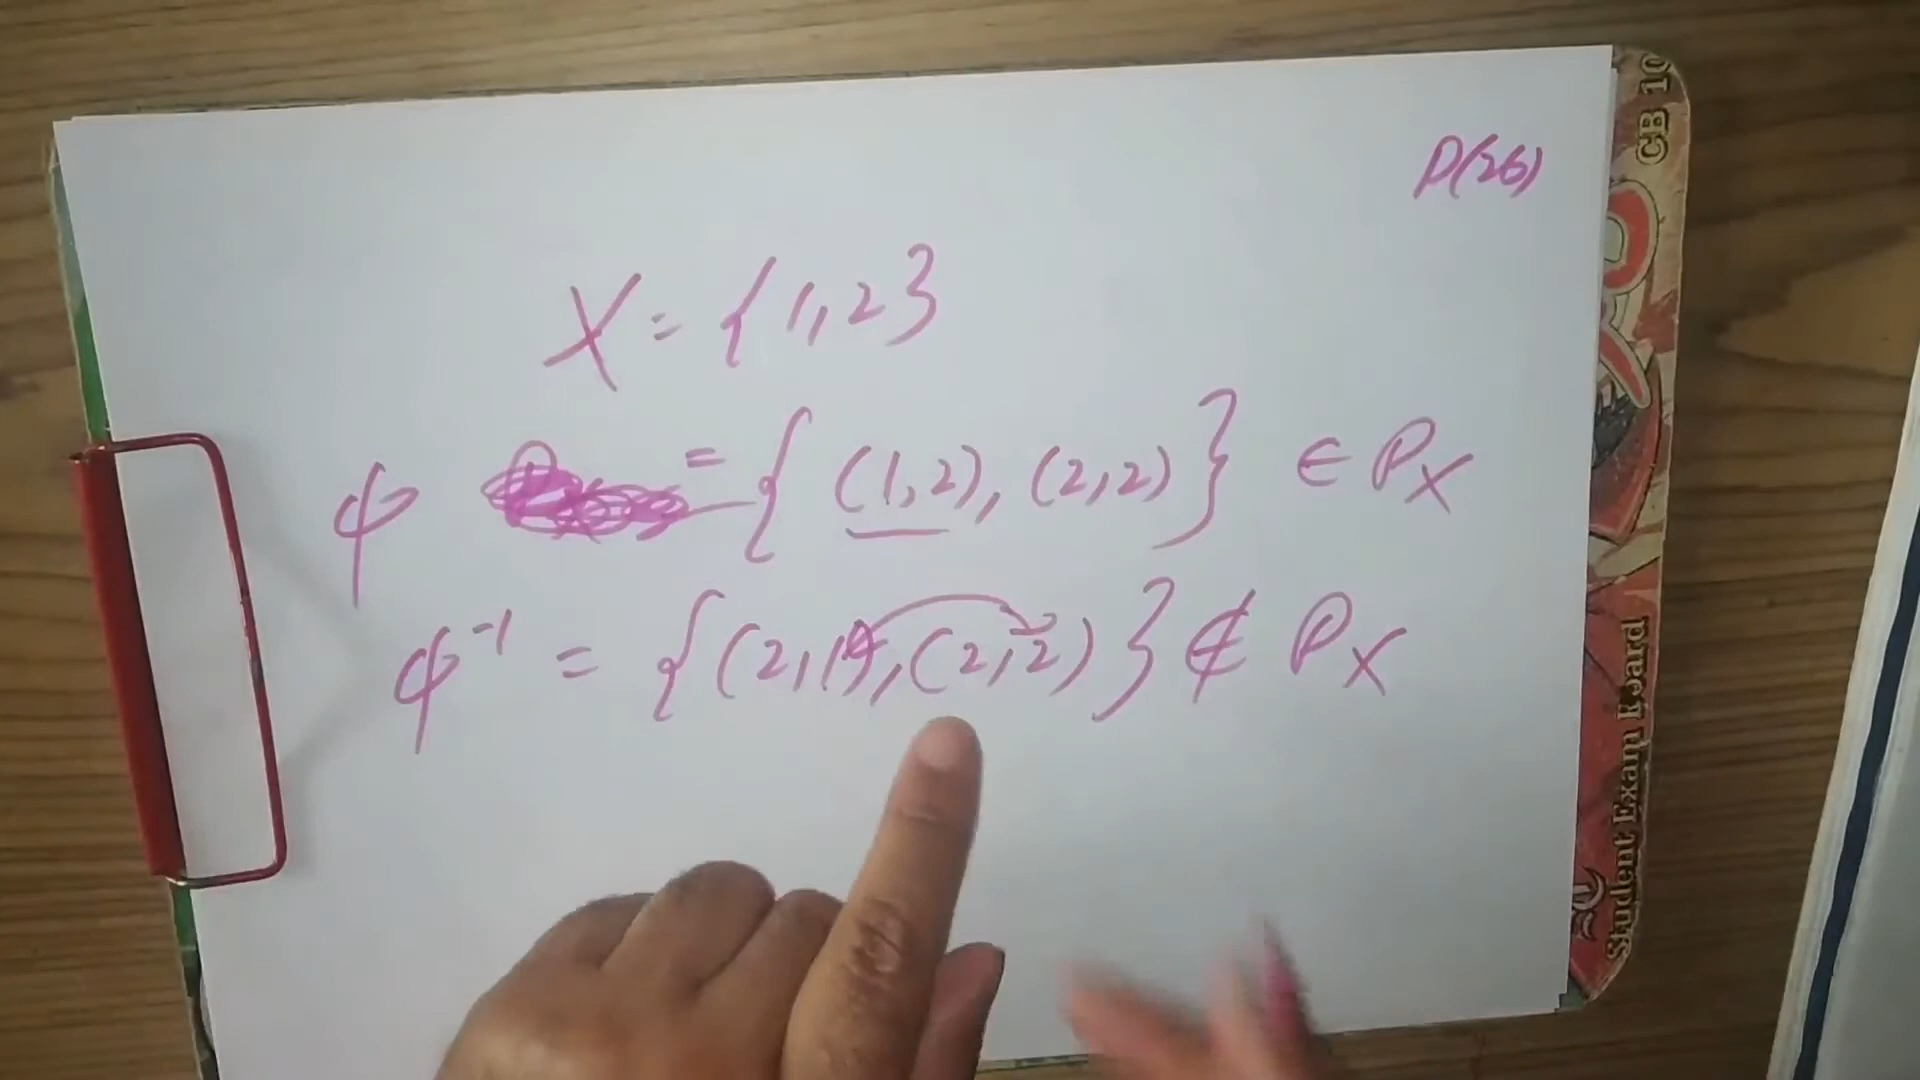 P(26)
X = {1,2}
φ = {(1,2), (2,2)} ∈ P_X
φ⁻¹ = {(2,1), (2,2)} ∉ P_X
CB 10
Student Exam Board